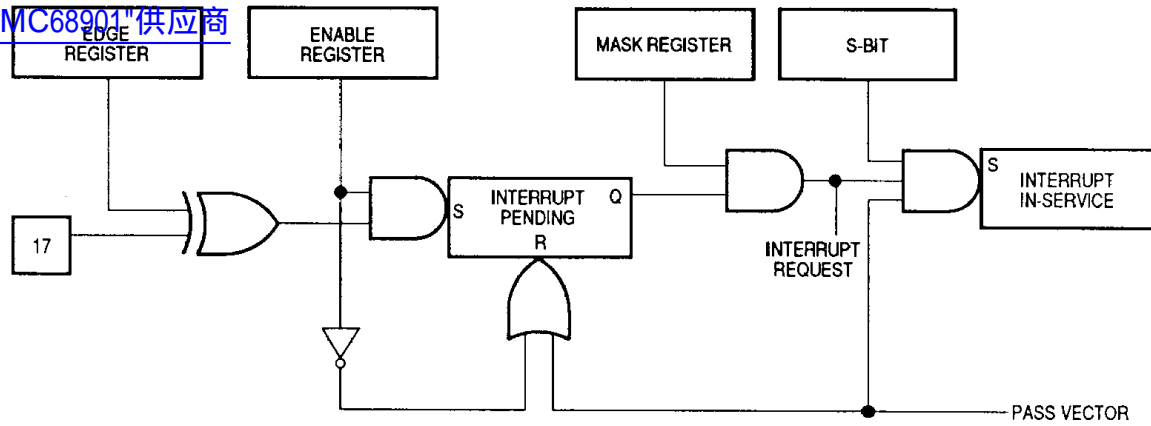 MC68901"供应商
EDGE
REGISTER
ENABLE
REGISTER
MASK REGISTER
S-BIT
17
S
INTERRUPT
PENDING
Q
R
INTERRUPT
REQUEST
S
INTERRUPT
IN-SERVICE
PASS VECTOR